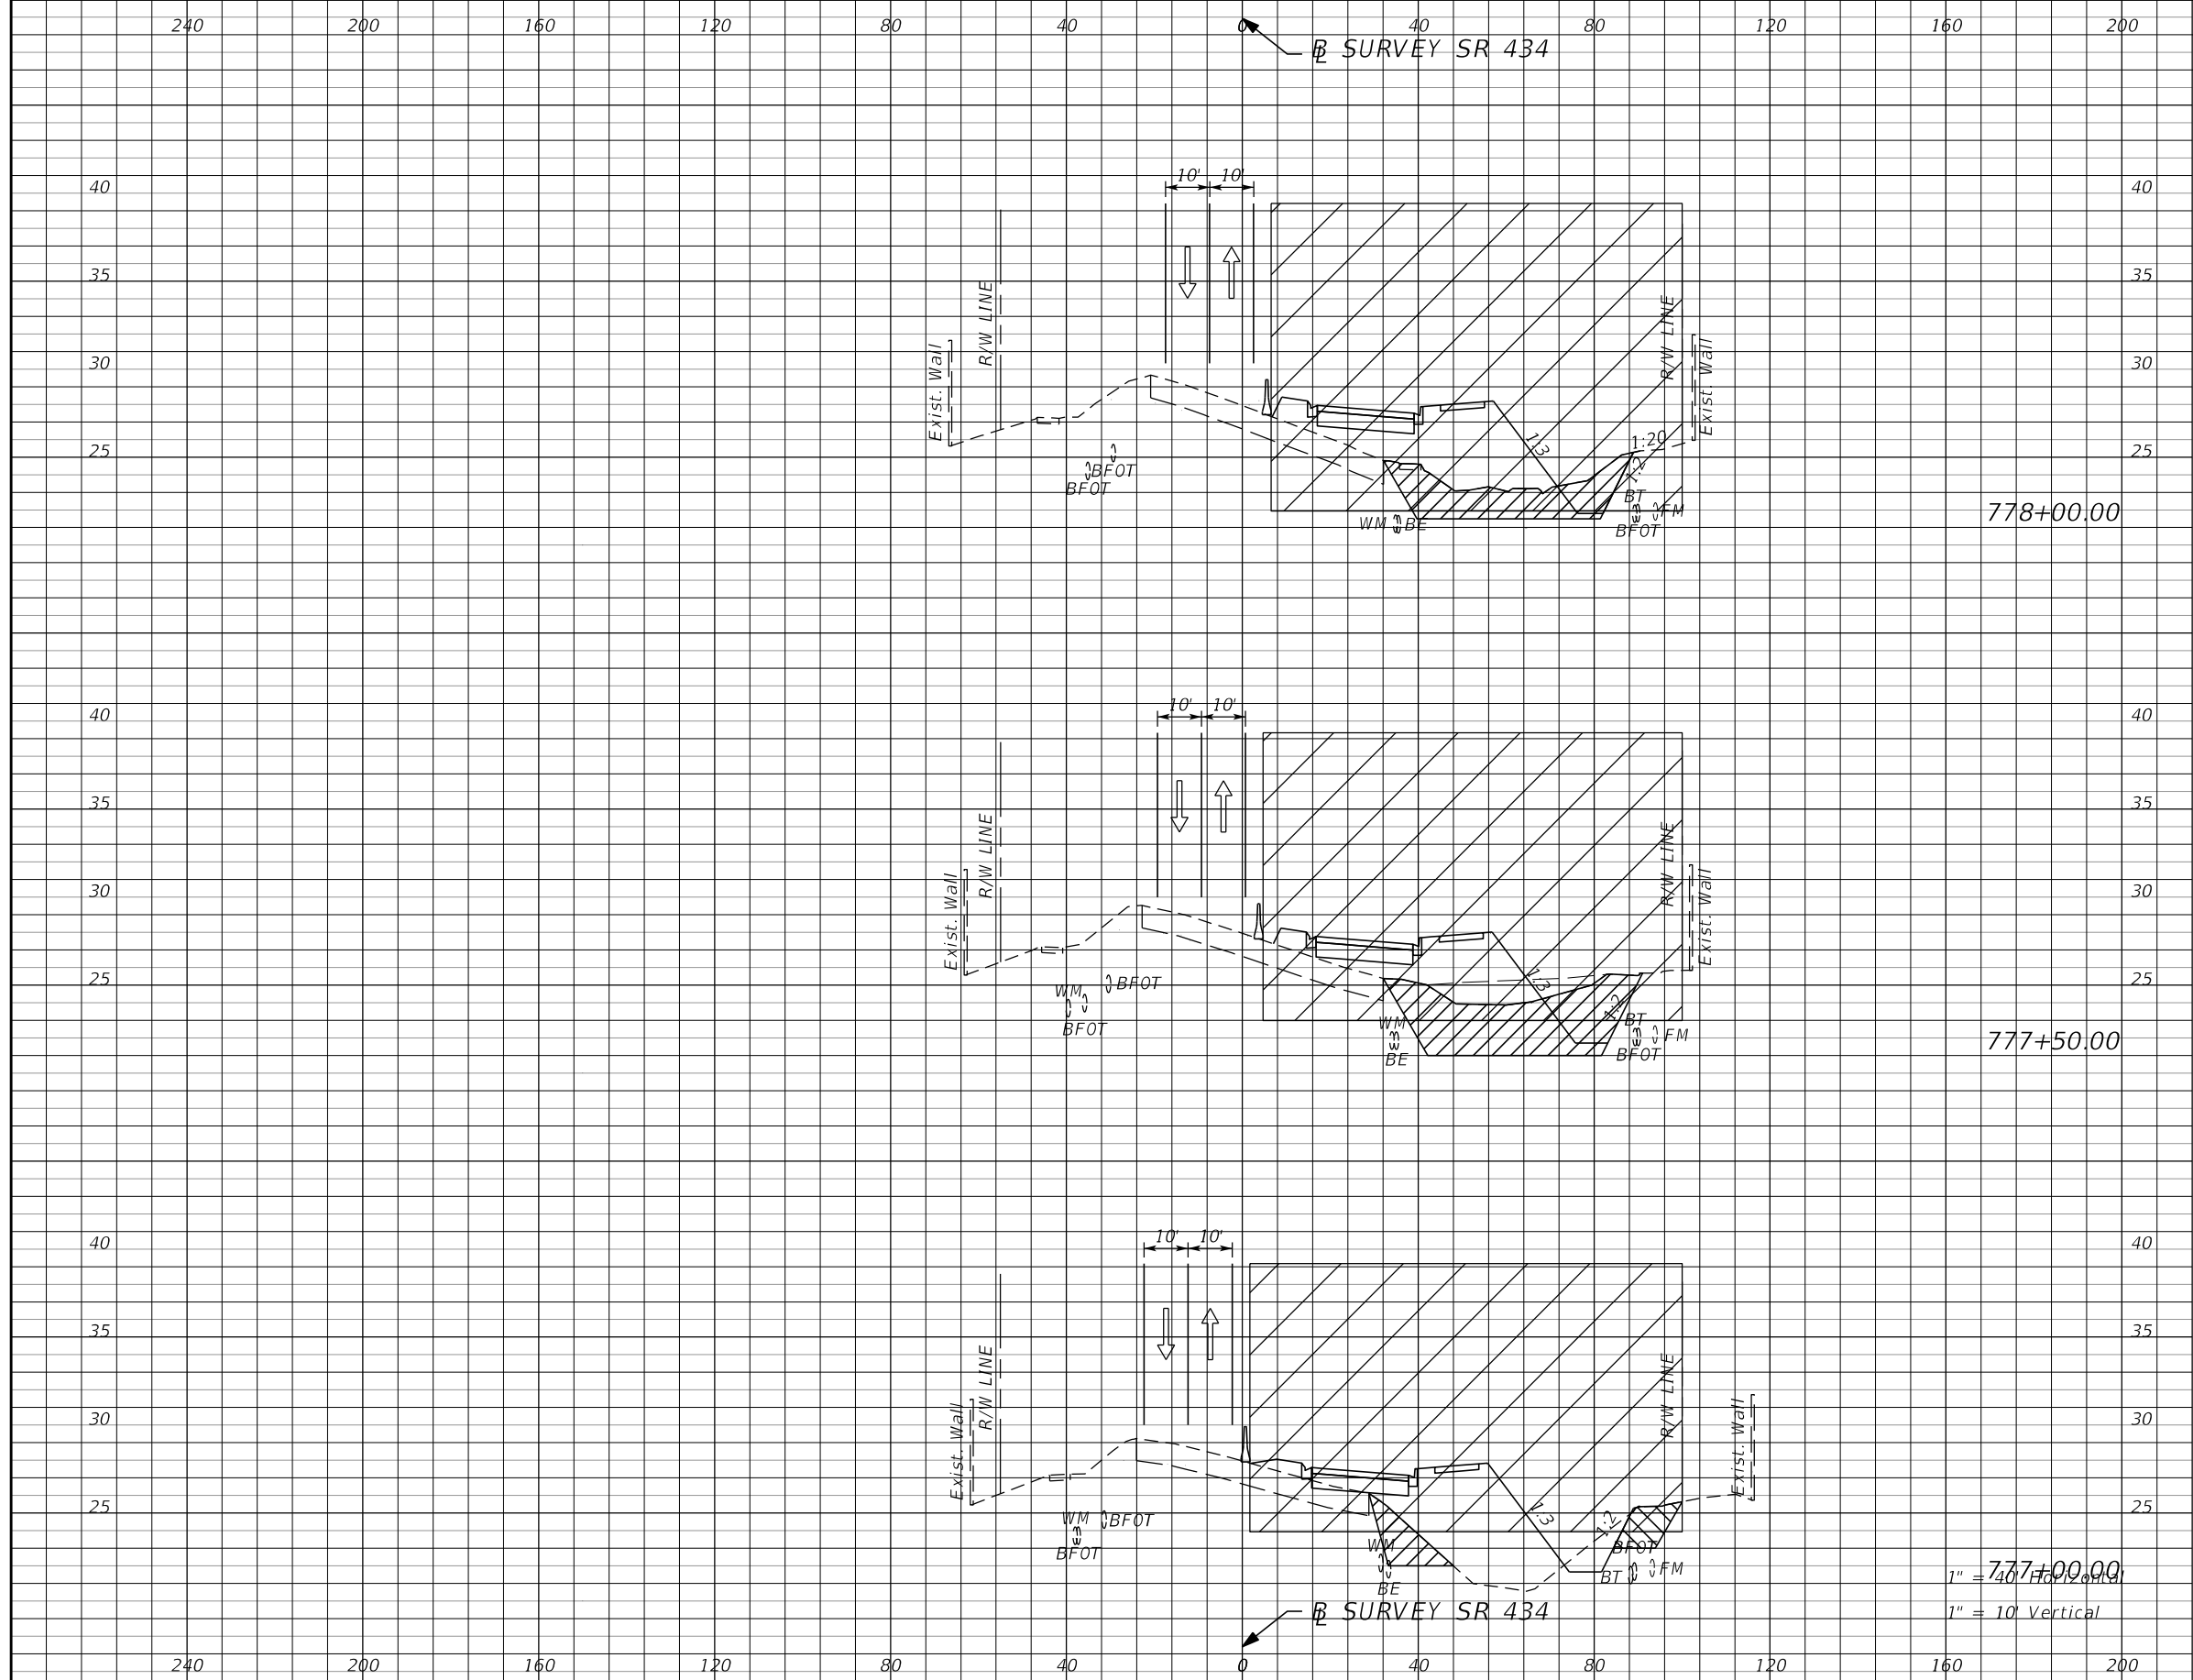 240 200 160 120 80 40 0 40 80 120 160 200
BL SURVEY SR 434
10' 10'
40 40
35 35
R/W LINE R/W LINE
30 30
Exist. Wall Exist. Wall
25 25
1:3 1:20
1:2
BFOT
BFOT
BT
WM BE FM
BFOT
778+00.00
10' 10'
40 40
35 35
R/W LINE R/W LINE
30 30
Exist. Wall Exist. Wall
25 25
1:3
1:2
BFOT
WM
BFOT
WM BT
BE FM
BFOT
777+50.00
10' 10'
40 40
35 35
R/W LINE R/W LINE
30 30
Exist. Wall Exist. Wall
25 25
1:3 1:2
WM BFOT
BFOT
WM BFOT
BE BT FM
777+00.00
1" = 40' Horizontal
1" = 10' Vertical
BL SURVEY SR 434
240 200 160 120 80 40 0 40 80 120 160 200